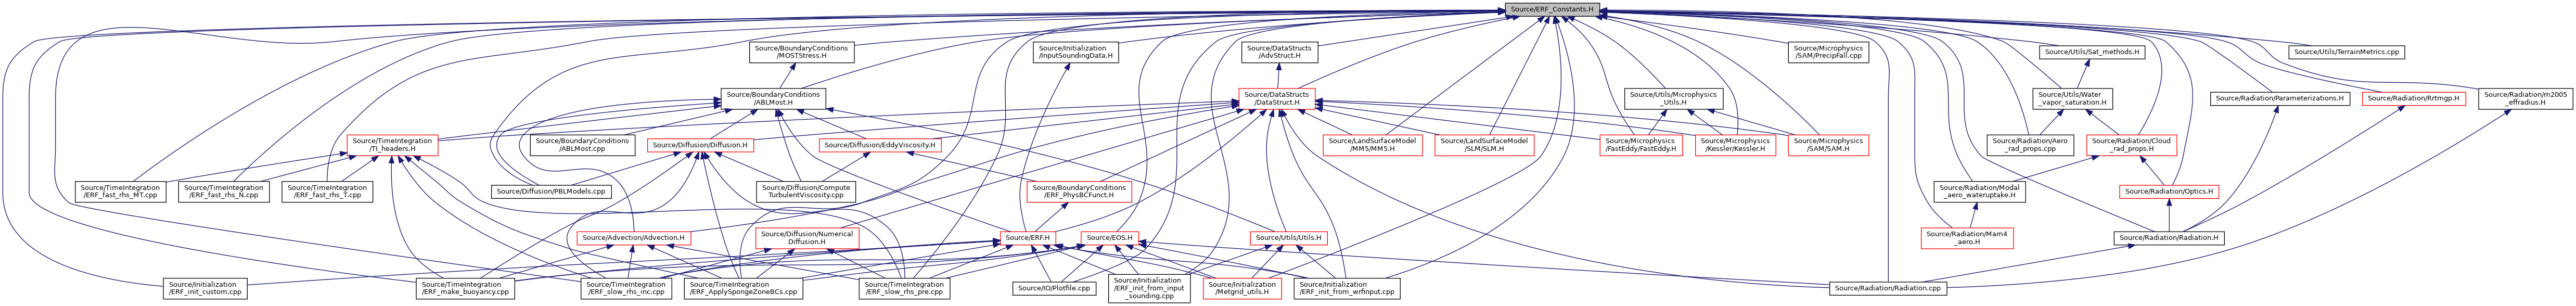 Source/ERF_Constants.H
Source/BoundaryConditions
/MOSTStress.H
Source/Initialization
/InputSoundingData.H
Source/DataStructs
/AdvStruct.H
Source/Microphysics
/SAM/PrecipFall.cpp
Source/Utils/Sat_methods.H
Source/Utils/TerrainMetrics.cpp
Source/BoundaryConditions
/ABLMost.H
Source/DataStructs
/DataStruct.H
Source/Utils/Microphysics
_Utils.H
Source/Utils/Water
_vapor_saturation.H
Source/Radiation/Parameterizations.H
Source/Radiation/Rrtmgp.H
Source/Radiation/m2005
_effradius.H
Source/TimeIntegration
/TI_headers.H
Source/BoundaryConditions
/ABLMost.cpp
Source/Diffusion/Diffusion.H
Source/Diffusion/EddyViscosity.H
Source/LandSurfaceModel
/MM5/MM5.H
Source/LandSurfaceModel
/SLM/SLM.H
Source/Microphysics
/FastEddy/FastEddy.H
Source/Microphysics
/Kessler/Kessler.H
Source/Microphysics
/SAM/SAM.H
Source/Radiation/Aero
_rad_props.cpp
Source/Radiation/Cloud
_rad_props.H
Source/TimeIntegration
/ERF_fast_rhs_MT.cpp
Source/TimeIntegration
/ERF_fast_rhs_N.cpp
Source/TimeIntegration
/ERF_fast_rhs_T.cpp
Source/Diffusion/PBLModels.cpp
Source/Diffusion/Compute
TurbulentViscosity.cpp
Source/BoundaryConditions
/ERF_PhysBCFunct.H
Source/Radiation/Modal
_aero_wateruptake.H
Source/Radiation/Optics.H
Source/Advection/Advection.H
Source/Diffusion/Numerical
Diffusion.H
Source/ERF.H
Source/EOS.H
Source/Utils/Utils.H
Source/Radiation/Mam4
_aero.H
Source/Radiation/Radiation.H
Source/Initialization
/ERF_init_custom.cpp
Source/TimeIntegration
/ERF_make_buoyancy.cpp
Source/TimeIntegration
/ERF_slow_rhs_inc.cpp
Source/TimeIntegration
/ERF_ApplySpongeZoneBCs.cpp
Source/TimeIntegration
/ERF_slow_rhs_pre.cpp
Source/IO/Plotfile.cpp
Source/Initialization
/ERF_init_from_input
_sounding.cpp
Source/Initialization
/Metgrid_utils.H
Source/Initialization
/ERF_init_from_wrfinput.cpp
Source/Radiation/Radiation.cpp